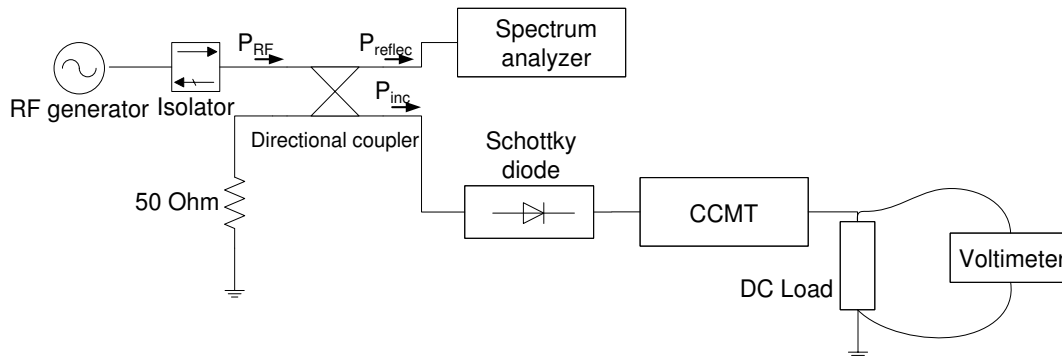 Spectrum
analyzer
P_RF
P_reflec
RF generator
Isolator
P_inc
Directional coupler
50 Ohm
Schottky
diode
CCMT
DC Load
Voltimeter